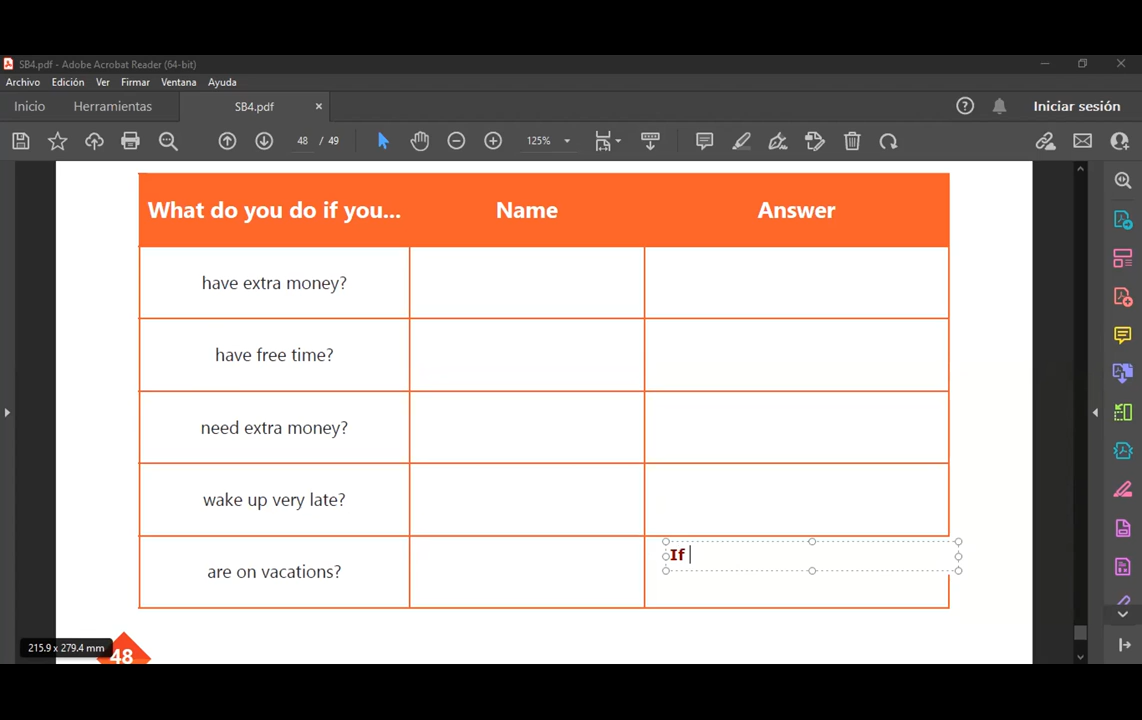 SB4.pdf - Adobe Acrobat Reader (64-bit)
Archivo Edición Ver Firmar Ventana Ayuda
Inicio Herramientas SB4.pdf × Iniciar sesión
48 / 49 125%
What do you do if you... Name Answer
have extra money?
have free time?
need extra money?
wake up very late?
If
are on vacations?
215.9 x 279.4 mm
48